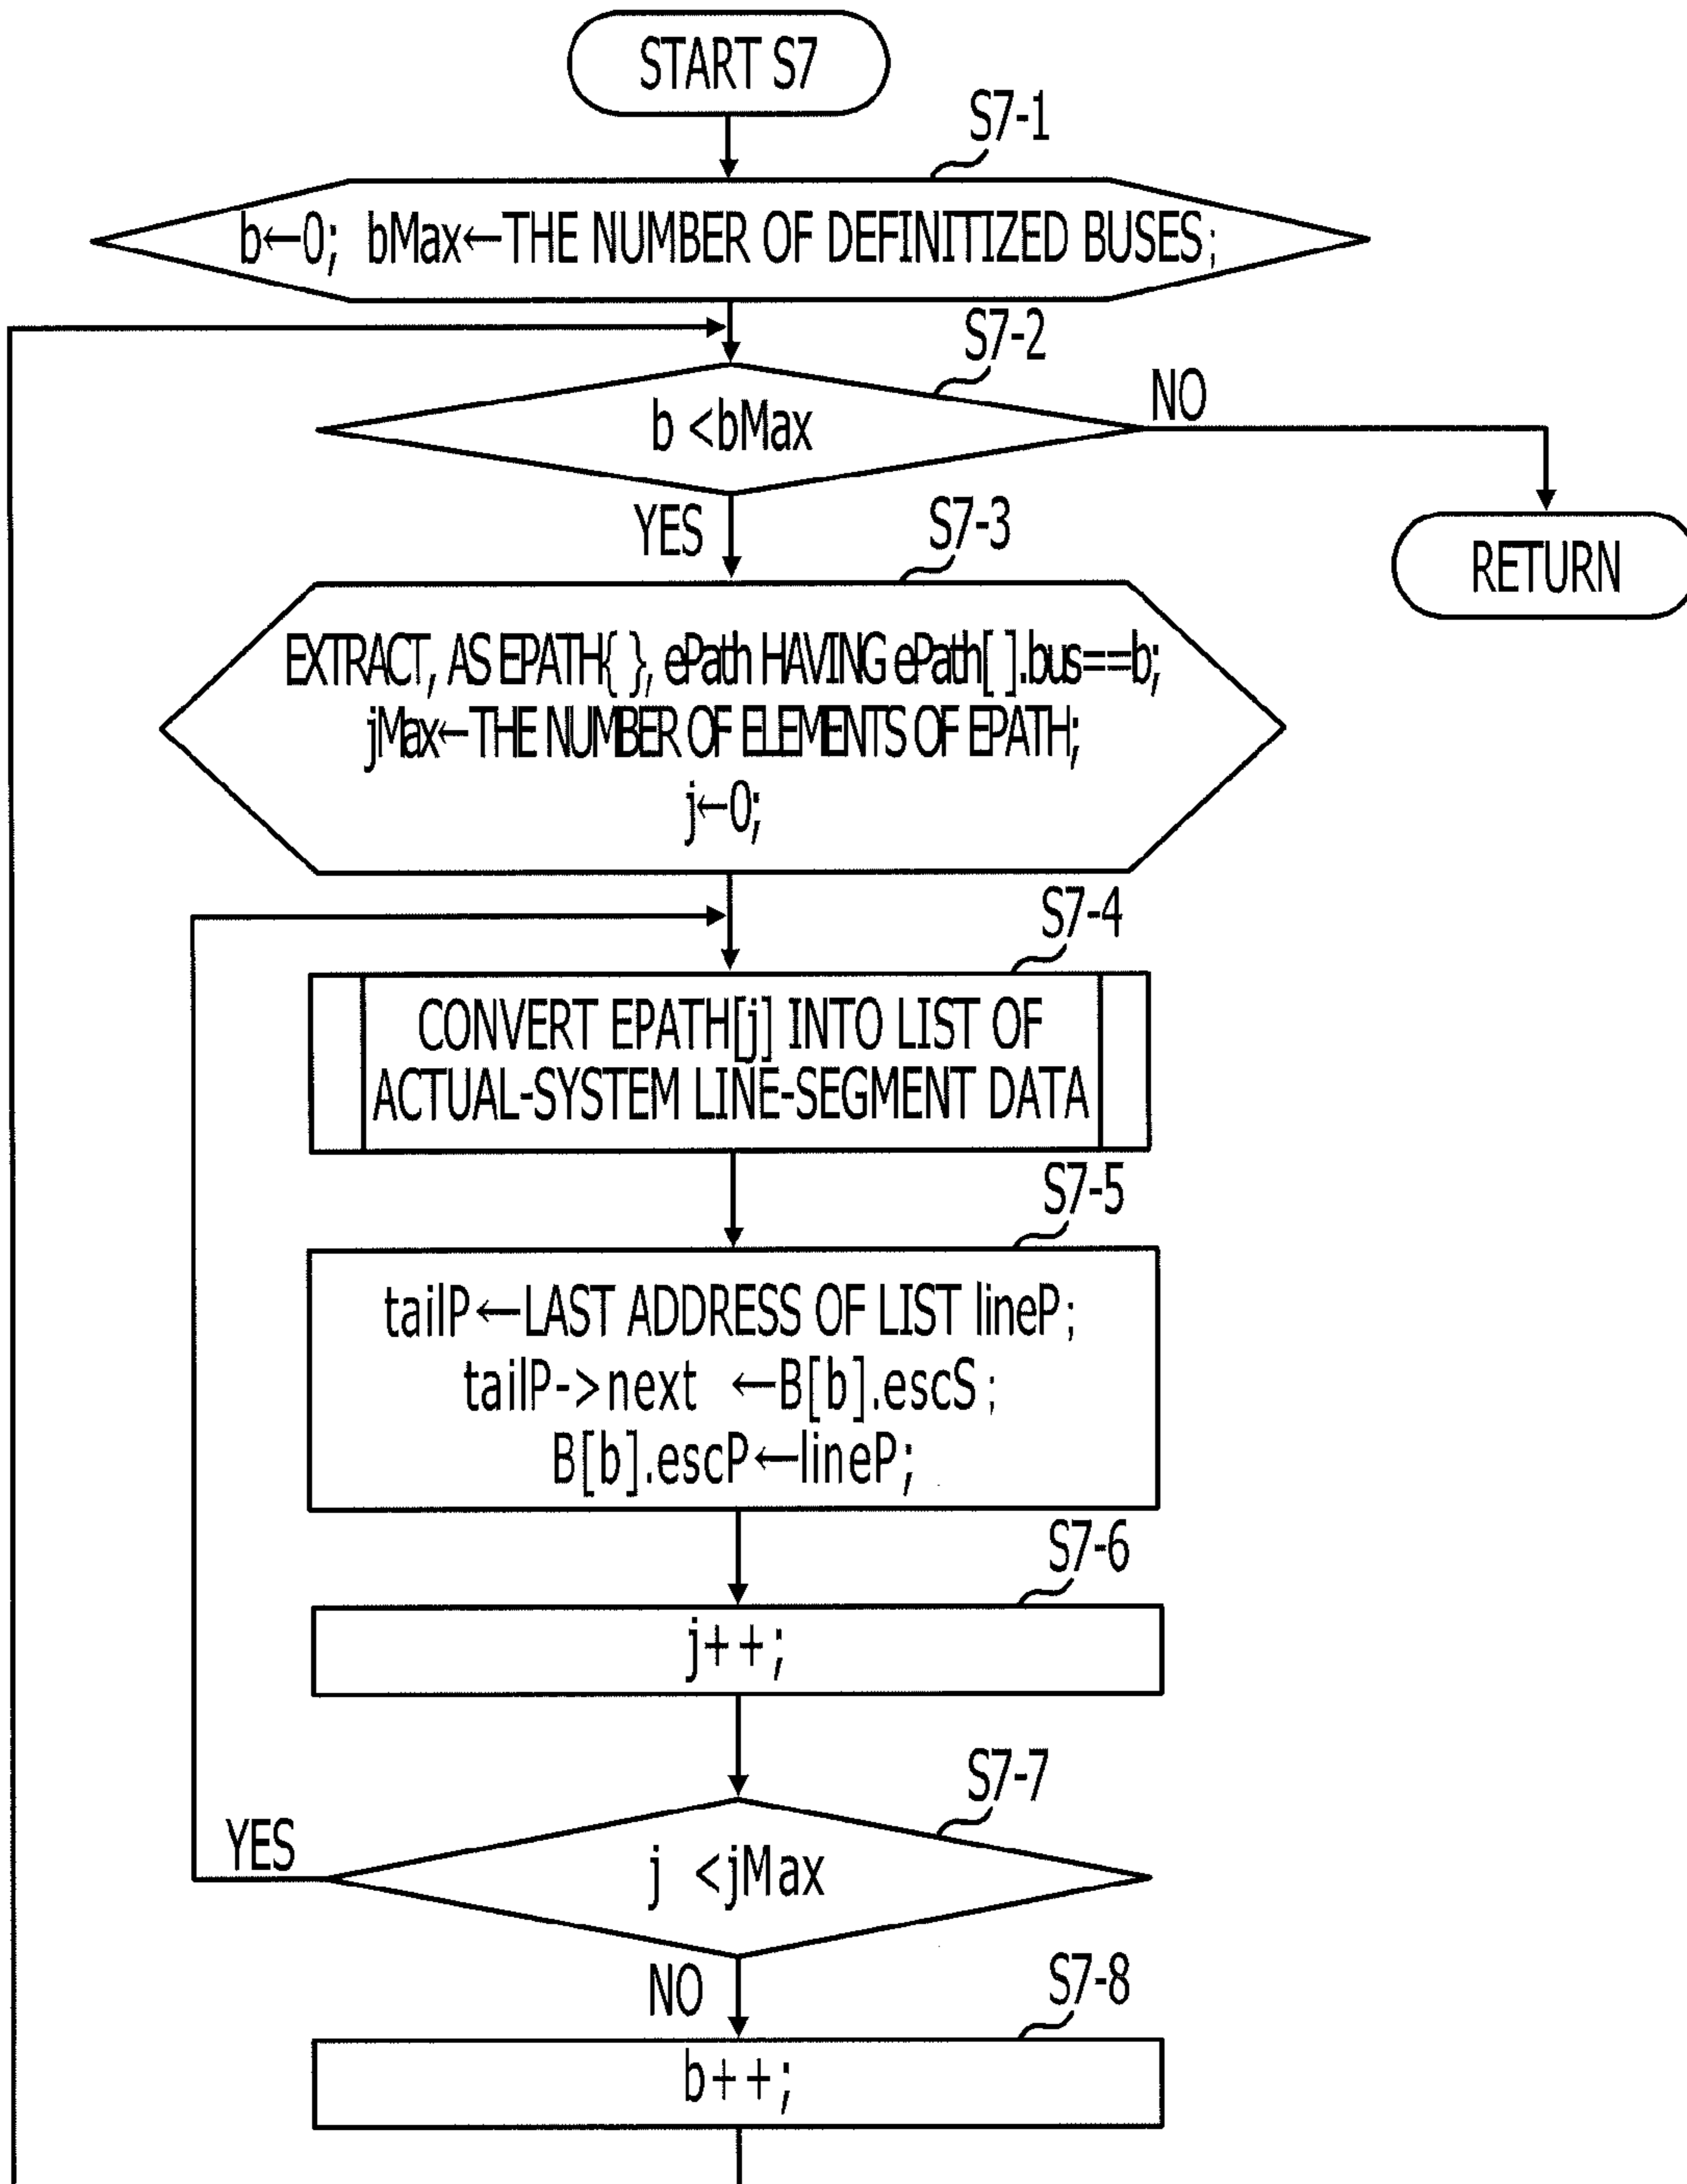 START S7
S7-1
b←0; bMax←THE NUMBER OF DEFINITIZED BUSES;
S7-2
b <bMax
NO
YES
RETURN
S7-3
EXTRACT, AS EPATH{ }, ePath HAVING ePath[ ].bus==b;
jMax←THE NUMBER OF ELEMENTS OF EPATH;
j←0;
S7-4
CONVERT EPATH[j] INTO LIST OF
ACTUAL-SYSTEM LINE-SEGMENT DATA
S7-5
tailP←LAST ADDRESS OF LIST lineP;
tailP->next ←B[b].escS;
B[b].escP←lineP;
S7-6
j++;
S7-7
YES
j <jMax
NO
S7-8
b++;